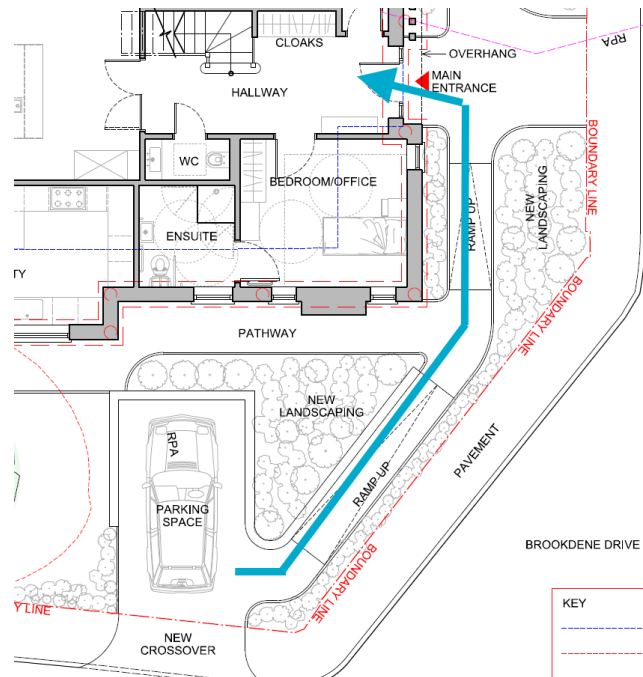 CLOAKS
OVERHANG
RPA
MAIN
ENTRANCE
HALLWAY
WC
BEDROOM/OFFICE
BOUNDARY LINE
NEW
LANDSCAPING
RAMP UP
ENSUITE
TY
BOUNDARY LINE
PATHWAY
NEW
LANDSCAPING
RPA
PARKING
SPACE
RAMP UP
PAVEMENT
BROOKDENE DRIVE
BOUNDARY LINE
Y LINE
NEW
CROSSOVER
KEY